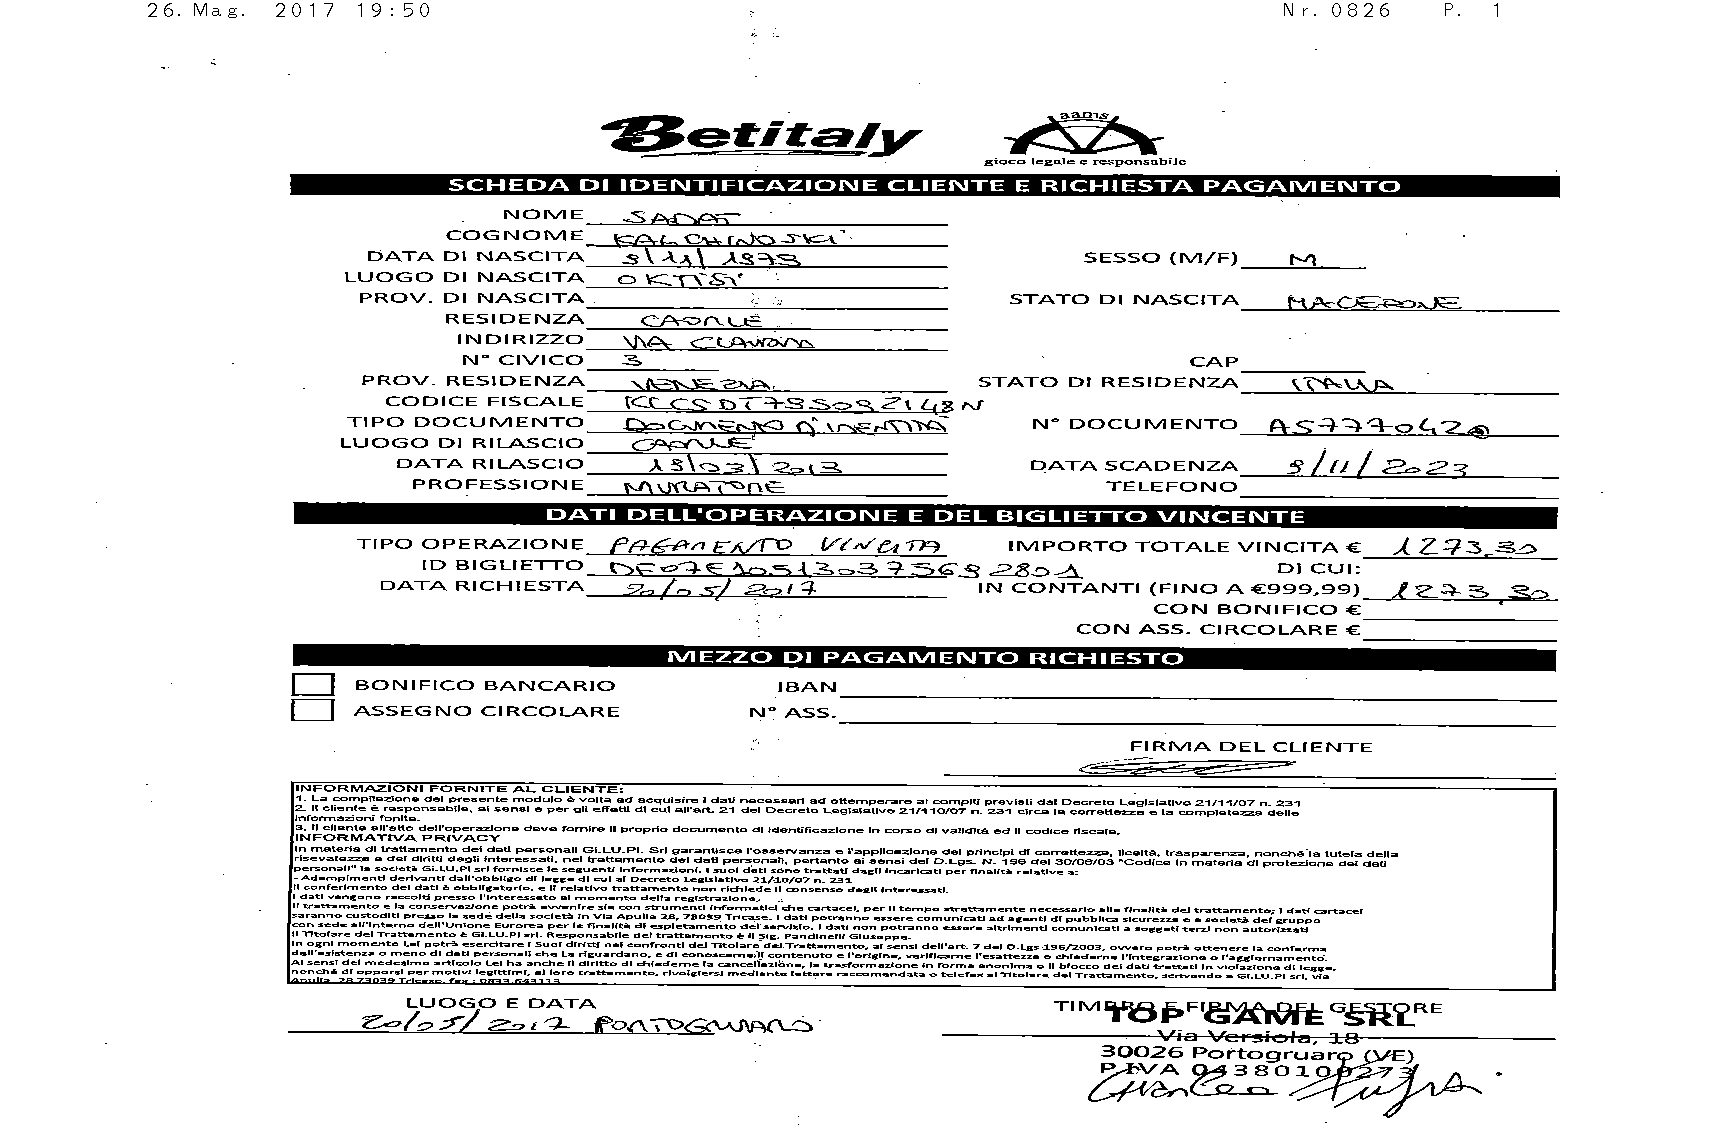 26. Mag. 2017 19:50 Nr. 0826 P. 1
Betitaly
aams
gioco legale e responsabile
SCHEDA DI IDENTIFICAZIONE CLIENTE E RICHIESTA PAGAMENTO
NOME SADAT
COGNOME KALCHINOSKI
DATA DI NASCITA 9/11/1979 SESSO (M/F) M
LUOGO DI NASCITA OKTISI
PROV. DI NASCITA STATO DI NASCITA MACEDONE
RESIDENZA CAORLE
INDIRIZZO VIA
N° CIVICO 3 CAP
PROV. RESIDENZA VENEZIA STATO DI RESIDENZA ITALIA
CODICE FISCALE
TIPO DOCUMENTO DOCUMENTO D'IDENTITÀ N° DOCUMENTO AS7770420
LUOGO DI RILASCIO CAORLE
DATA RILASCIO 19/03/2013 DATA SCADENZA 9/11/2023
PROFESSIONE MURATORE TELEFONO
DATI DELL'OPERAZIONE E DEL BIGLIETTO VINCENTE
TIPO OPERAZIONE PAGAMENTO VINCITA IMPORTO TOTALE VINCITA € 1273,30
ID BIGLIETTO DI CUI:
DATA RICHIESTA 20/05/2017 IN CONTANTI (FINO A €999,99) 1273,30
CON BONIFICO €
CON ASS. CIRCOLARE €
MEZZO DI PAGAMENTO RICHIESTO
BONIFICO BANCARIO IBAN
ASSEGNO CIRCOLARE N° ASS.
FIRMA DEL CLIENTE
INFORMAZIONI FORNITE AL CLIENTE:
1. La compilazione del presente modulo è volta ad acquisire i dati necessari ad ottemperare ai compiti previsti dal Decreto Legislativo 21/11/07 n. 231
2. Il cliente è responsabile, ai sensi e per gli effetti di cui all'art. 21 del Decreto Legislativo 21/110/07 n. 231 circa la correttezza e la completezza delle
informazioni fonite.
3. Il cliente all'atto dell'operazione deve fornire il proprio documento di identificazione in corso di validità ed il codice fiscale.
INFORMATIVA PRIVACY
In materia di trattamento dei dati personali GI.LU.PI. Srl garantisce l'osservanza e l'applicazione dei principi di correttezza, liceità, trasparenza, nonché la tutela della
risevatezza e dei diritti degli interessati, nel trattamento dei dati personali, pertanto ai sensi del D.Lgs. N. 196 del 30/06/03 "Codice in materia di protezione dei dati
personali" la società GI.LU.PI srl fornisce le seguenti informazioni. I suoi dati sono trattati dagli incaricati per finalità relative a:
- Adempimenti derivanti dall'obbligo di legge di cui al Decreto Legislativo 21/10/07 n. 231
Il conferimento dei dati è obbligatorio, e il relativo trattamento non richiede il consenso degli interessati.
I dati vengono raccolti presso l'interessato al momento della registrazione.
Il trattamento e la conservazione potrà avvenire sia con strumenti informatici che cartacei, per il tempo strettamente necessario alle finalità del trattamento; i dati cartacei
saranno custoditi presso la sede della società in Via Apulia 28, 73039 Tricase. I dati potranno essere comunicati ad agenti di pubblica sicurezza e a società del gruppo
con sede all'interno dell'Unione Eurorea per le finalità di espletamento del servizio. I dati non potranno essere altrimenti comunicati a soggeti terzi non autorizzati
Il Titolare del Trattamento è GI.LU.PI srl. Responsabile del trattamento è il Sig. Pandinelli Giuseppe.
In ogni momento Lei potrà esercitare i Suoi diritti nei confronti del Titolare del Trattamento, ai sensi dell'art. 7 del D.Lgs 196/2003, ovvero potrà ottenere la conferma
dell'esistenza o meno di dati personali che La riguardano, e di conoscerne il contenuto e l'origine, varificarne l'esattezza o chiederne l'integrazione o l'aggiornamento.
Ai sensi del medesimo articolo Lei ha anche il diritto di chiederne la cancellazione, la trasformazione in forma anonima o il blocco dei dati trattati in violazione di legge,
nonché di opporsi per motivi legittimi, al loro trattamento, rivolgersi mediante lettera raccomandata o telefax al Titolare del Trattamento, scrivendo a GI.LU.PI srl, via
Apulia, 28 73039 Tricase, fax : 0833.643113
LUOGO E DATA TIMBRO E FIRMA DEL GESTORE
20/05/2017 PORTOGRUARO TOP GAME SRL
Via Versiola, 18
30026 Portogruaro (VE)
P.IVA 04380100273